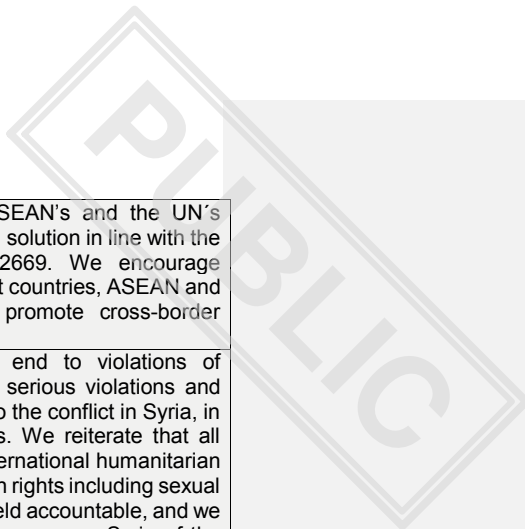 SEAN's and the UN´s
solution in line with the
2669. We encourage
t countries, ASEAN and
promote cross-border
end to violations of
serious violations and
o the conflict in Syria, in
s. We reiterate that all
ernational humanitarian
n rights including sexual
eld accountable, and we
PUBLIC